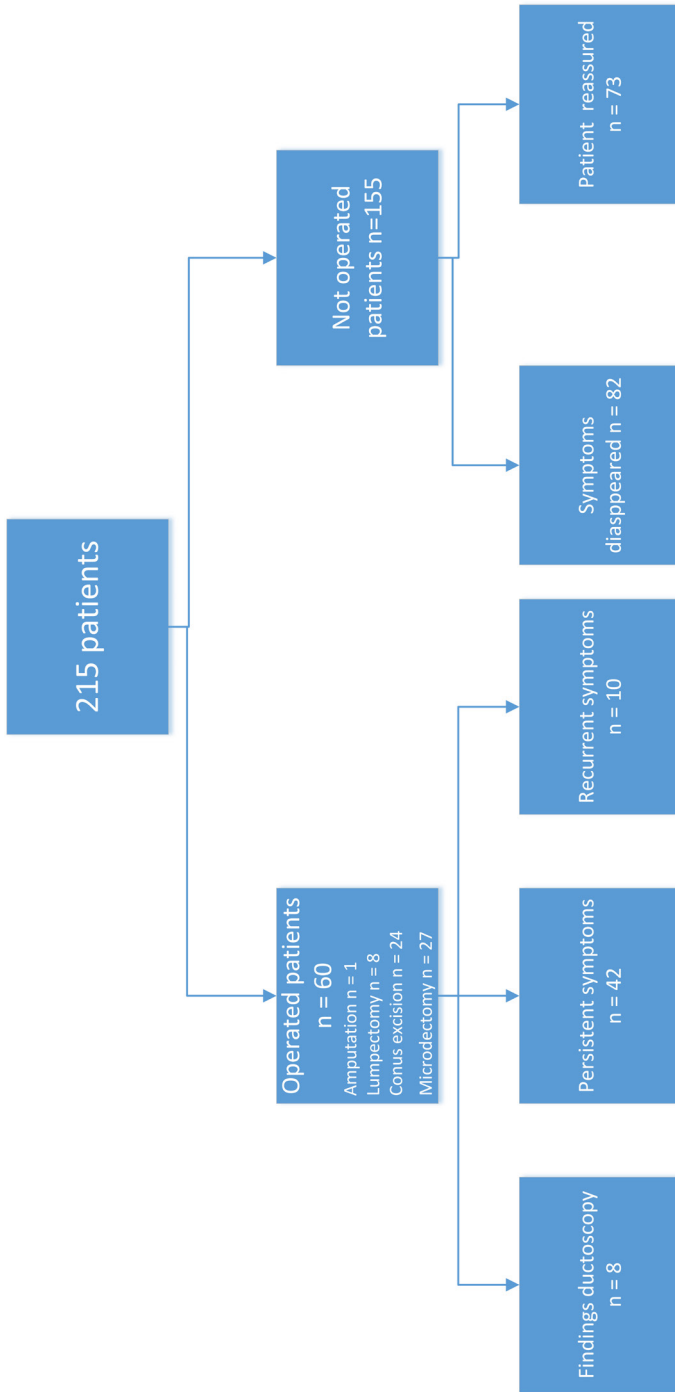 215 patients
Operated patients
n = 60
Amputation n = 1
Lumpectomy n = 8
Conus excision n = 24
Microdectomy n = 27
Not operated
patients n=155
Findings ductoscopy
n = 8
Persistent symptoms
n = 42
Recurrent symptoms
n = 10
Symptoms
diasppeared n = 82
Patient reassured
n = 73